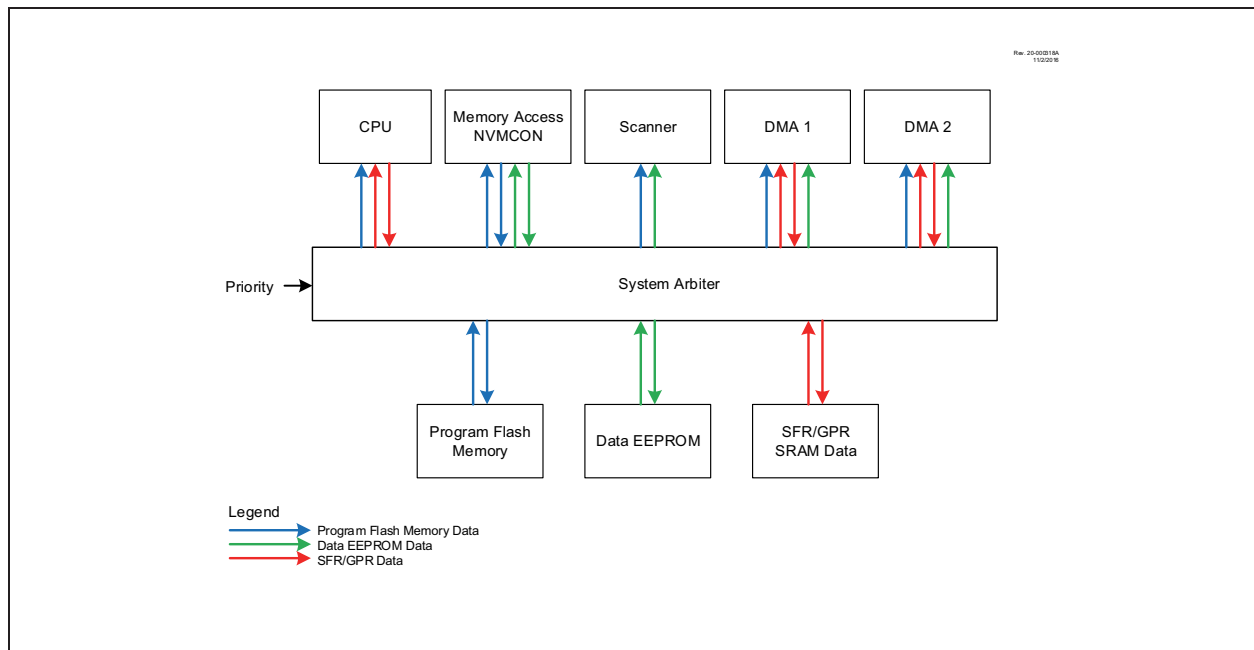 Rev. 20-000318A
11/2/2016
CPU
Memory Access
NVMCON
Scanner
DMA 1
DMA 2
Priority
System Arbiter
Program Flash
Memory
Data EEPROM
SFR/GPR
SRAM Data
Legend
Program Flash Memory Data
Data EEPROM Data
SFR/GPR Data